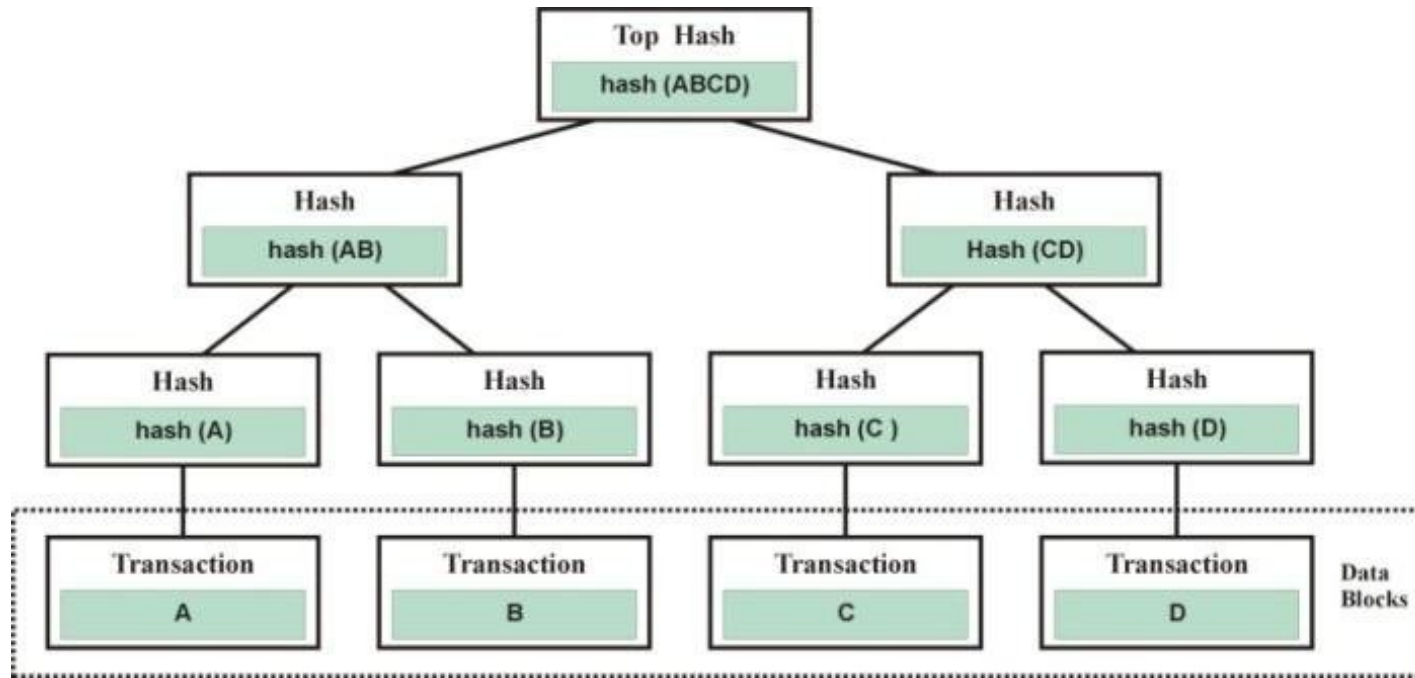 Top Hash
hash (ABCD)
Hash
hash (AB)
Hash
Hash (CD)
Hash
hash (A)
Hash
hash (B)
Hash
hash (C )
Hash
hash (D)
Transaction
A
Transaction
B
Transaction
C
Transaction
D
Data
Blocks